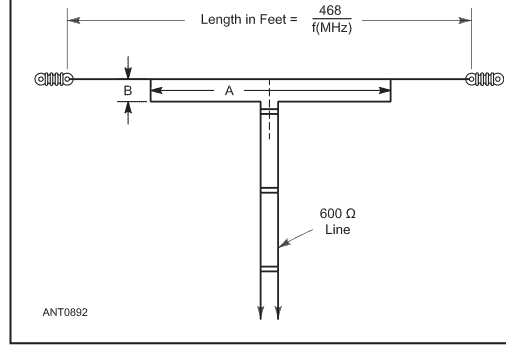 Length in Feet = 468
f(MHz)
B
A
600 Ω
Line
ANT0892